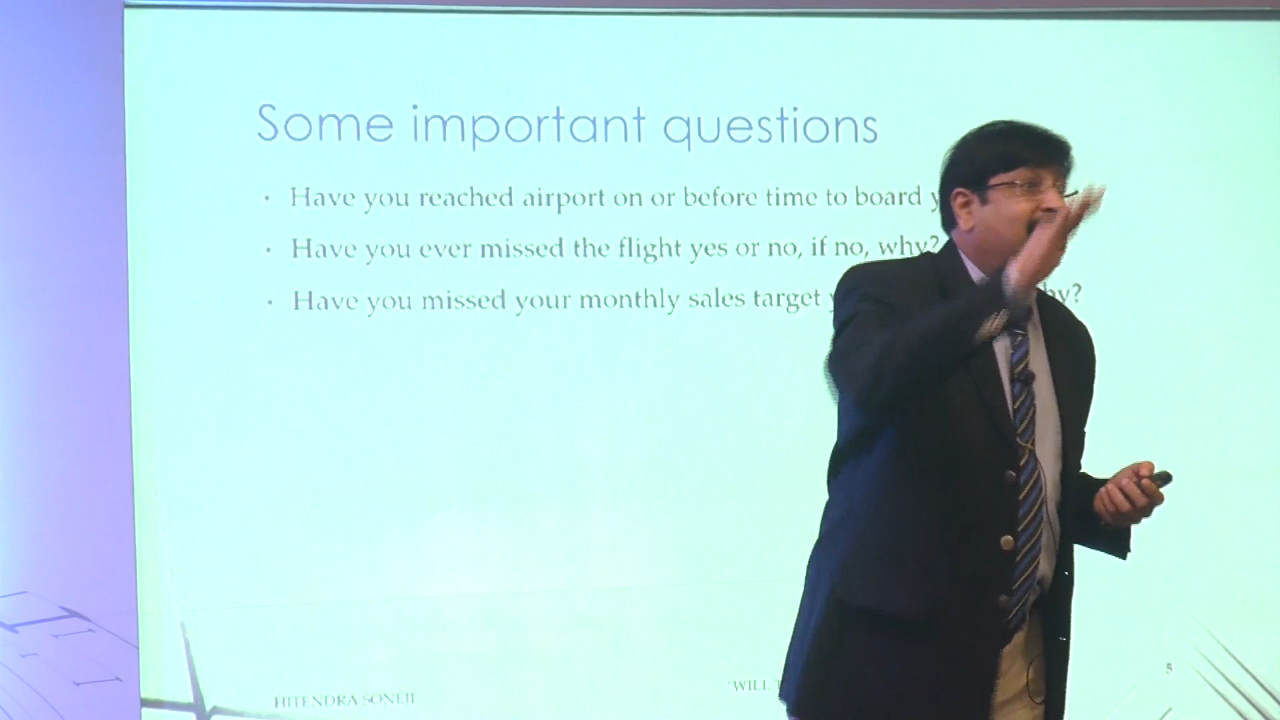 Some important questions
• Have you reached airport on or before time to board
• Have you ever missed the flight yes or no, if no, why?
• Have you missed your monthly sales target
HITENDRA SONEJI
"WILL
5